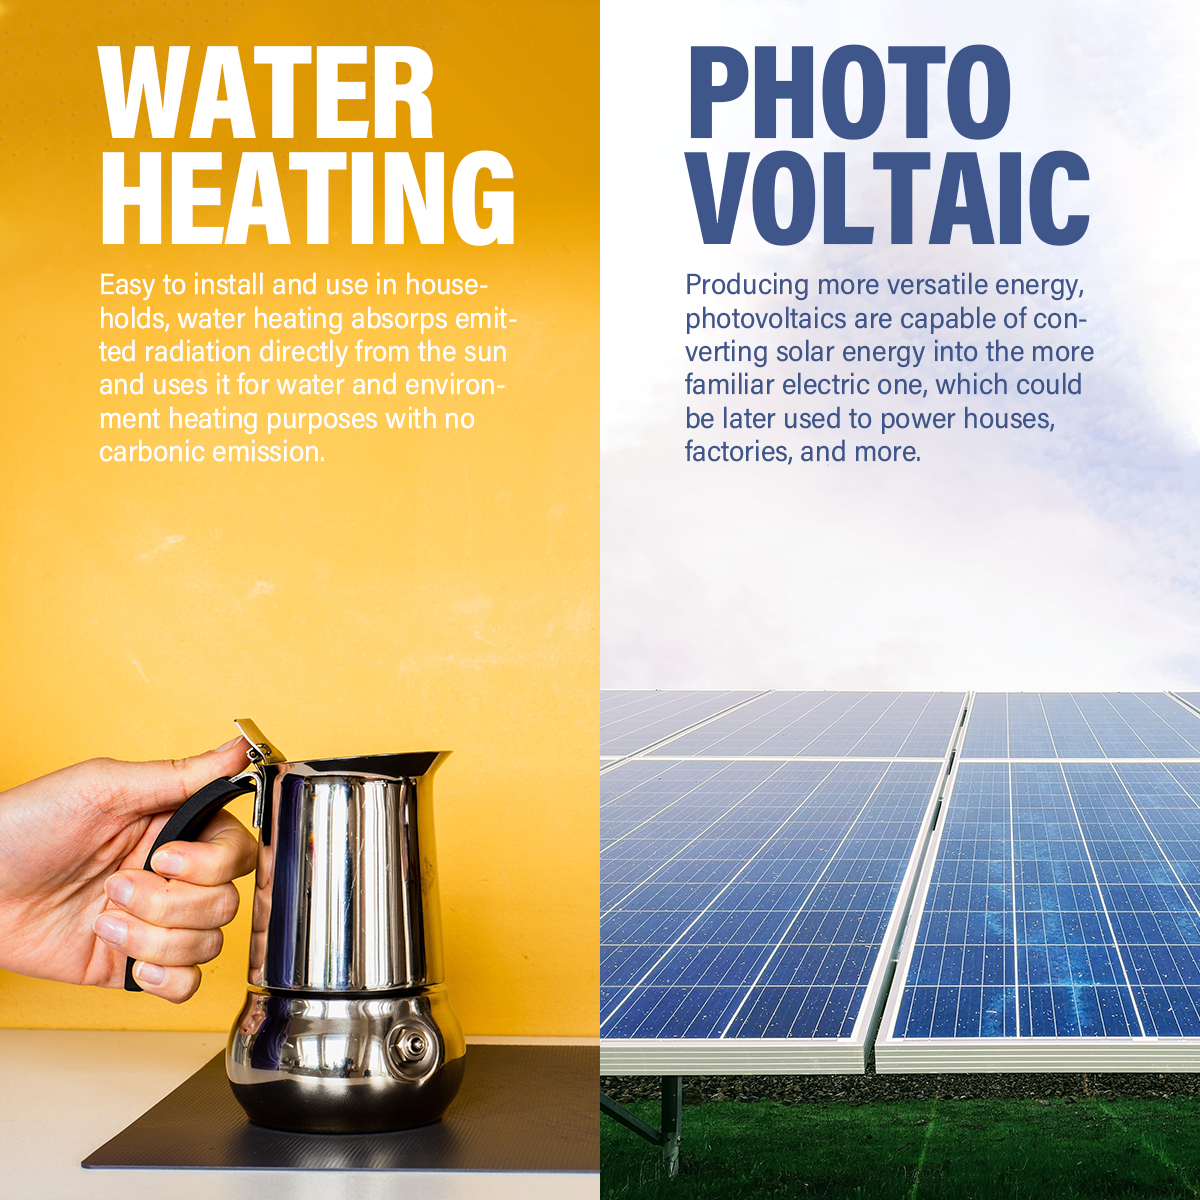 WATER
HEATING
Easy to install and use in house-
holds, water heating absorps emit-
ted radiation directly from the sun
and uses it for water and environ-
ment heating purposes with no
carbonic emission.
PHOTO
VOLTAIC
Producing more versatile energy,
photovoltaics are capable of con-
verting solar energy into the more
familiar electric one, which could
be later used to power houses,
factories, and more.